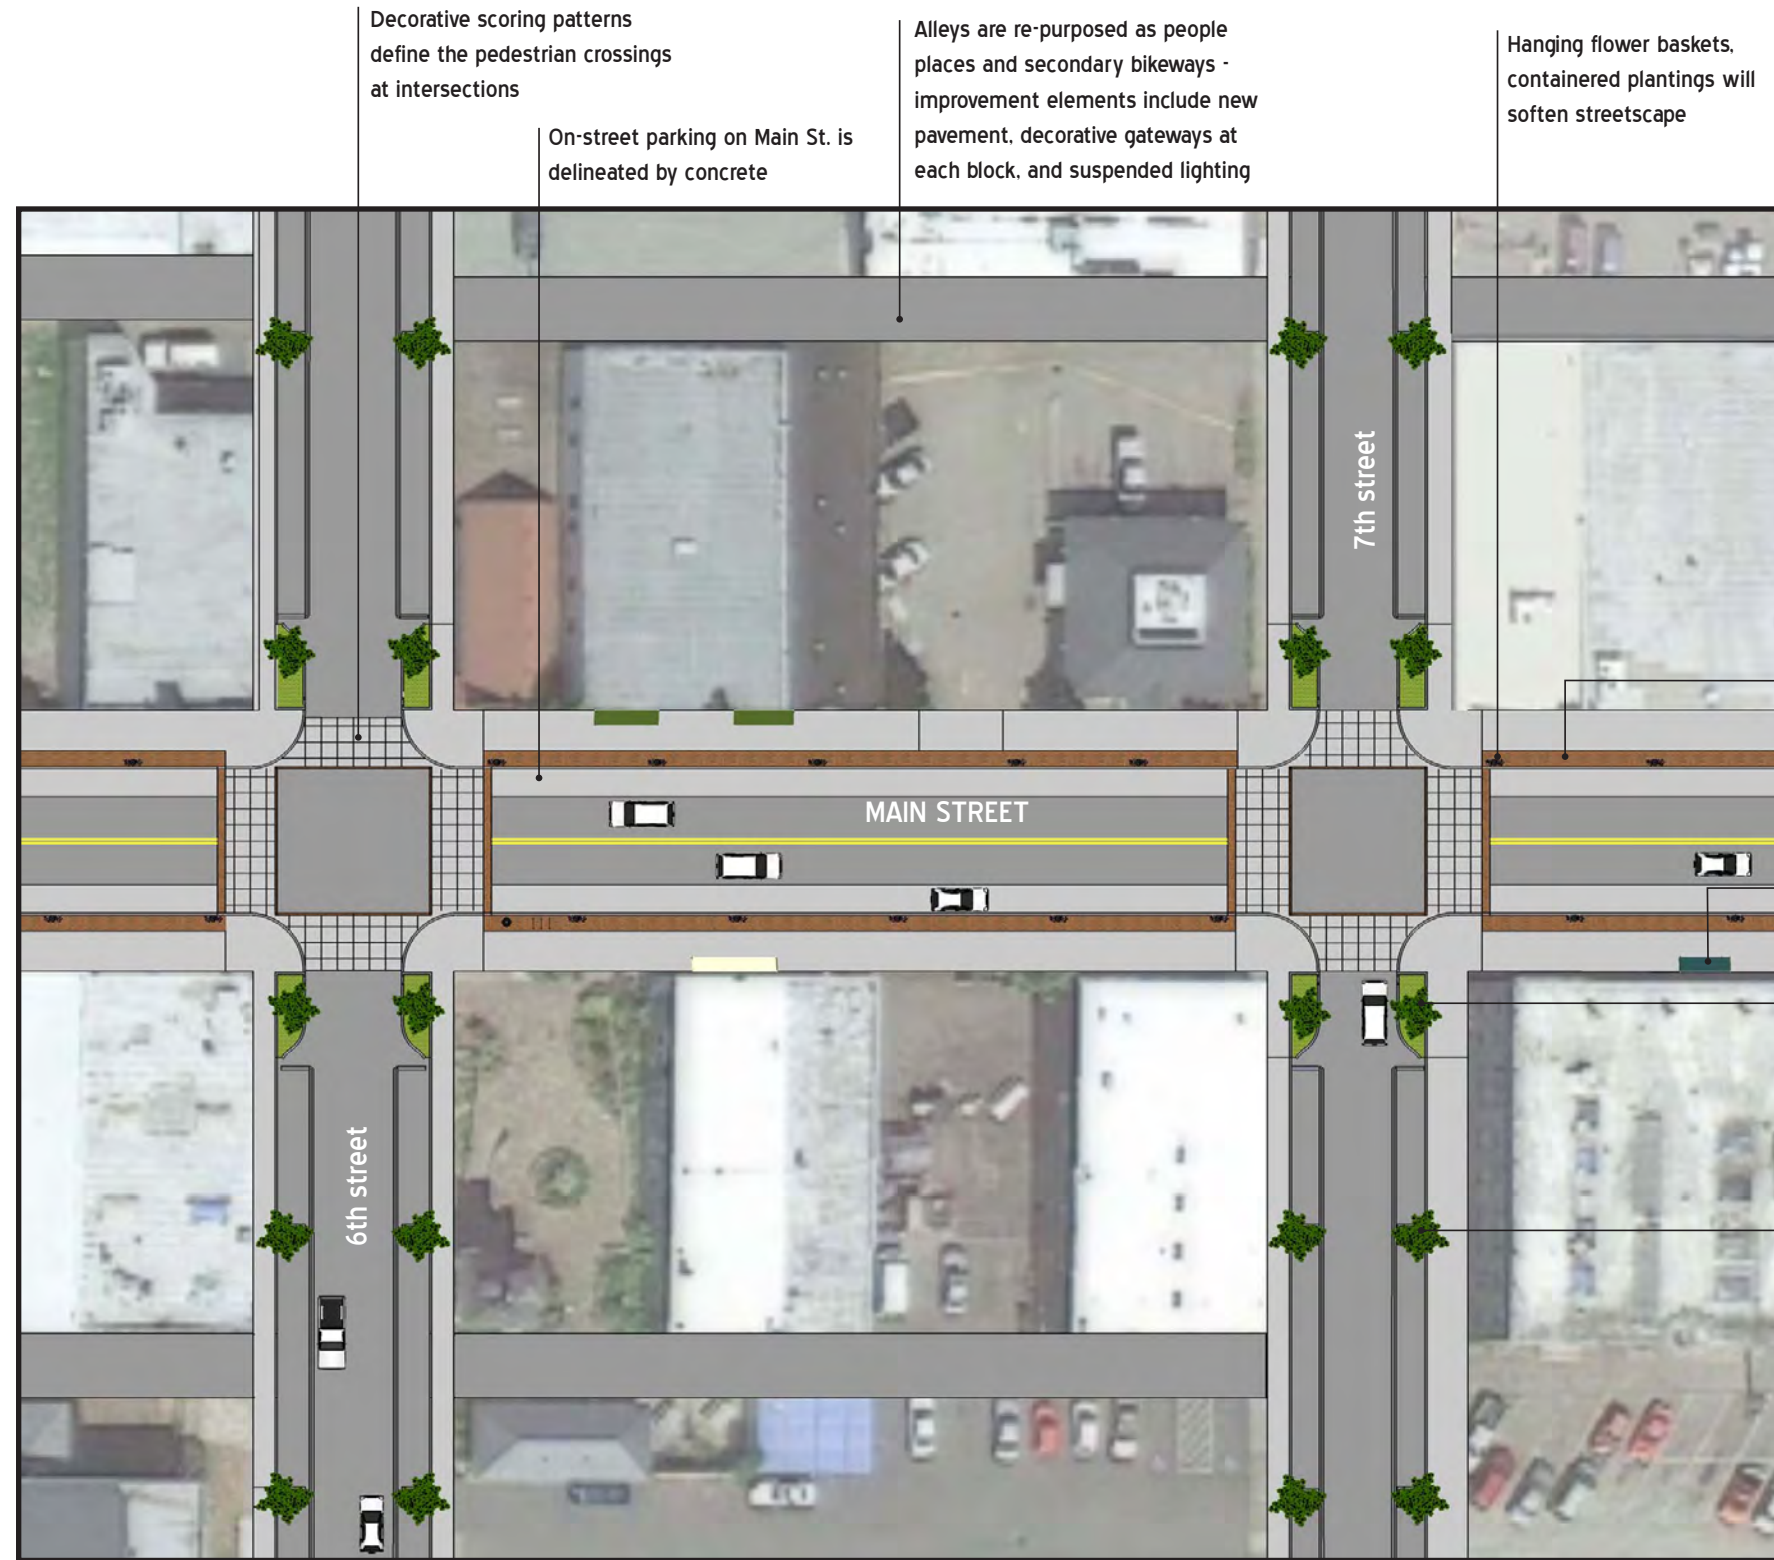 Decorative scoring patterns
define the pedestrian crossings
at intersections
On-street parking on Main St. is
delineated by concrete
Alleys are re-purposed as people
places and secondary bikeways -
improvement elements include new
pavement, decorative gateways at
each block, and suspended lighting
Hanging flower baskets,
containered plantings will
soften streetscape
7th street
MAIN STREET
6th street